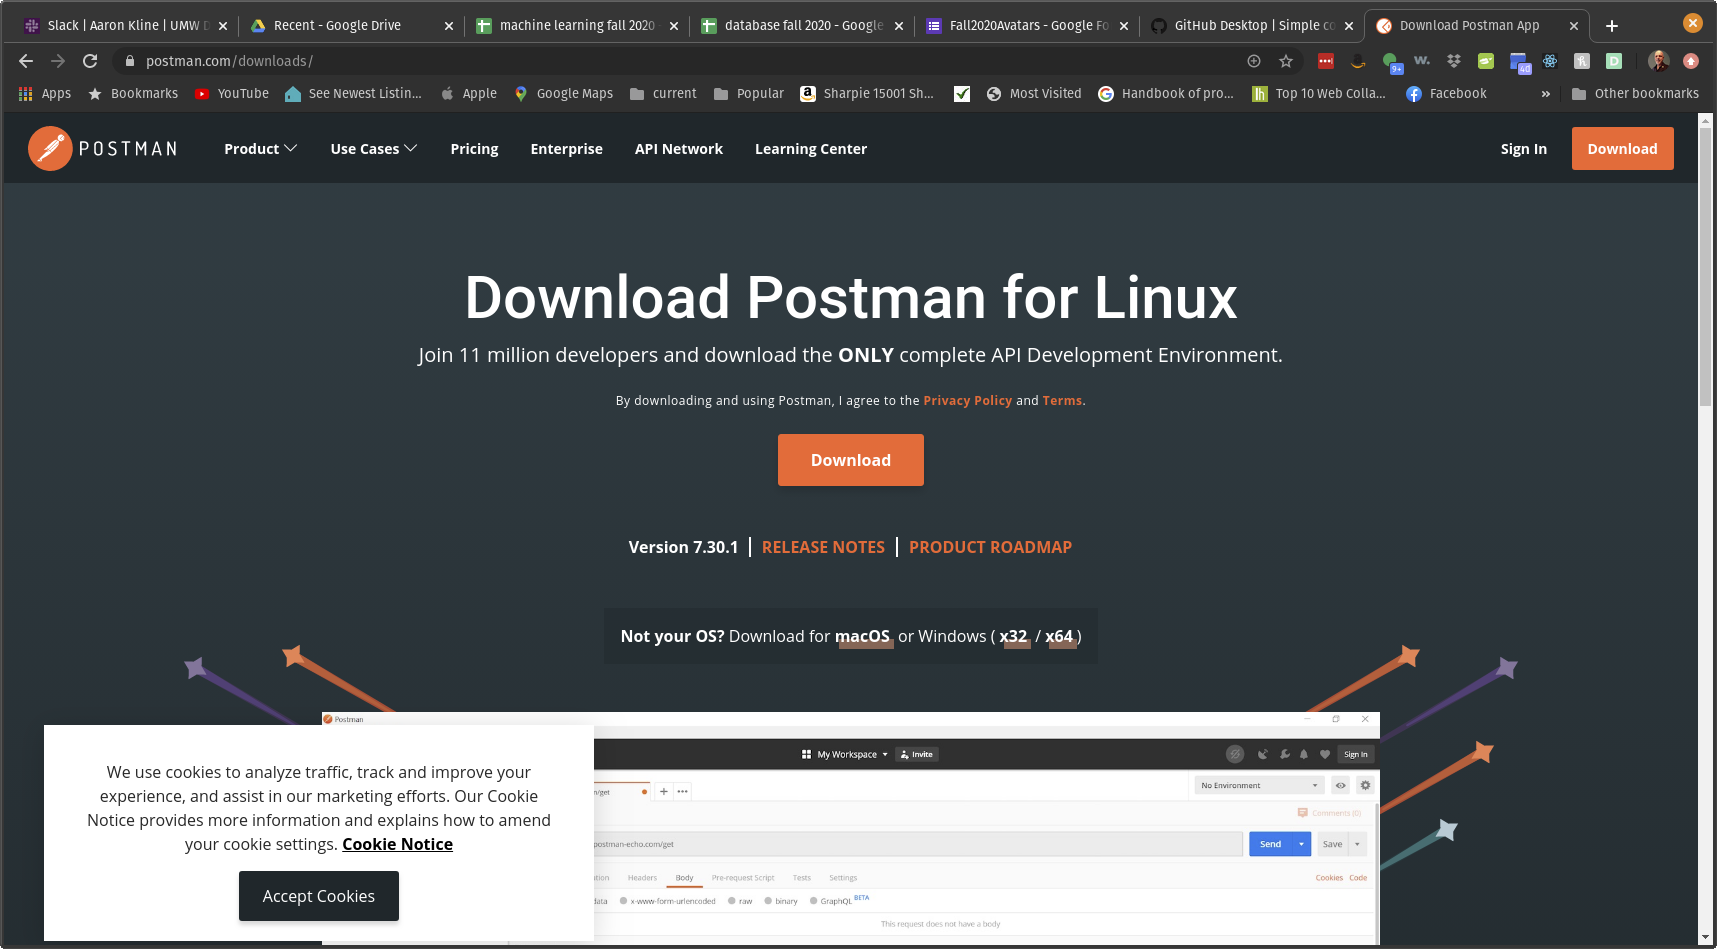 Slack | Aaron Kline | UMW D
Recent - Google Drive
machine learning fall 2020 -
database fall 2020 - Google
Fall2020Avatars - Google Fo
GitHub Desktop | Simple co
Download Postman App
postman.com/downloads/
9+
w.
4d
D
Apps
Bookmarks
YouTube
See Newest Listin...
Apple
Google Maps
current
Popular
Sharpie 15001 Sh...
Most Visited
Handbook of pro...
Top 10 Web Colla...
Facebook
»
Other bookmarks
POSTMAN
Product
Use Cases
Pricing
Enterprise
API Network
Learning Center
Sign In
Download
Download Postman for Linux
Join 11 million developers and download the ONLY complete API Development Environment.
By downloading and using Postman, I agree to the Privacy Policy and Terms.
Download
Version 7.30.1 | RELEASE NOTES | PRODUCT ROADMAP
Not your OS? Download for macOS or Windows ( x32 / x64 )
Postman
My Workspace
Invite
Sign In
n/get
No Environment
Comments (0)
postman-echo.com/get
Send
Save
Headers
Body
Pre-request Script
Tests
Settings
Cookies
Code
x-www-form-urlencoded
raw
binary
GraphQL BETA
This request does not have a body
We use cookies to analyze traffic, track and improve your
experience, and assist in our marketing efforts. Our Cookie
Notice provides more information and explains how to amend
your cookie settings. Cookie Notice
Accept Cookies